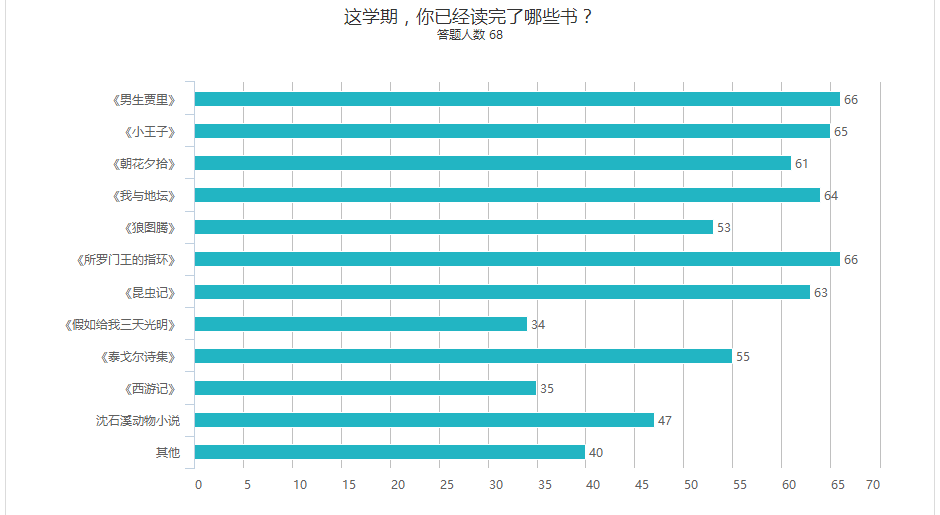 这学期，你已经读完了哪些书？
答题人数 68
《男生贾里》 66
《小王子》 65
《朝花夕拾》 61
《我与地坛》 64
《狼图腾》 53
《所罗门王的指环》 66
《昆虫记》 63
《假如给我三天光明》 34
《泰戈尔诗集》 55
《西游记》 35
沈石溪动物小说 47
其他 40
0 5 10 15 20 25 30 35 40 45 50 55 60 65 70